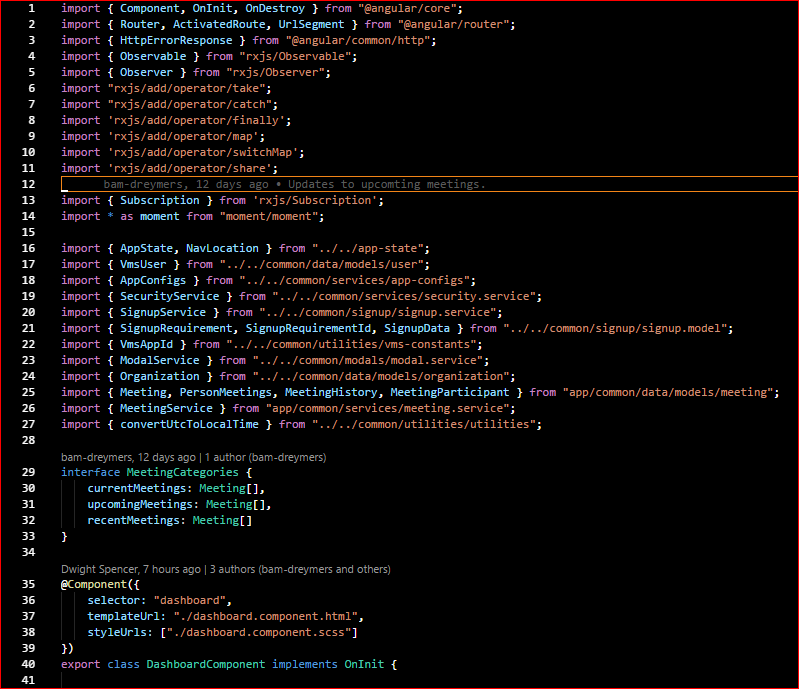 1 import { Component, OnInit, OnDestroy } from "@angular/core";
2 import { Router, ActivatedRoute, UrlSegment } from "@angular/router";
3 import { HttpErrorResponse } from "@angular/common/http";
4 import { Observable } from "rxjs/Observable";
5 import { Observer } from "rxjs/Observer";
6 import "rxjs/add/operator/take";
7 import "rxjs/add/operator/catch";
8 import 'rxjs/add/operator/finally';
9 import 'rxjs/add/operator/map';
10 import 'rxjs/add/operator/switchMap';
11 import 'rxjs/add/operator/share';
12 bam-dreymers, 12 days ago • Updates to upcomting meetings.
13 import { Subscription } from 'rxjs/Subscription';
14 import * as moment from "moment/moment";
15
16 import { AppState, NavLocation } from "../../app-state";
17 import { VmsUser } from "../../common/data/models/user";
18 import { AppConfigs } from "../../common/services/app-configs";
19 import { SecurityService } from "../../common/services/security.service";
20 import { SignupService } from "../../common/signup/signup.service";
21 import { SignupRequirement, SignupRequirementId, SignupData } from "../../common/signup/signup.model";
22 import { VmsAppId } from "../../common/utilities/vms-constants";
23 import { ModalService } from "../../common/modals/modal.service";
24 import { Organization } from "../../common/data/models/organization";
25 import { Meeting, PersonMeetings, MeetingHistory, MeetingParticipant } from "app/common/data/models/meeting";
26 import { MeetingService } from "app/common/services/meeting.service";
27 import { convertUtcToLocalTime } from "../../common/utilities/utilities";
28
bam-dreymers, 12 days ago | 1 author (bam-dreymers)
29 interface MeetingCategories {
30 currentMeetings: Meeting[],
31 upcomingMeetings: Meeting[],
32 recentMeetings: Meeting[]
33 }
34
Dwight Spencer, 7 hours ago | 3 authors (bam-dreymers and others)
35 @Component({
36 selector: "dashboard",
37 templateUrl: "./dashboard.component.html",
38 styleUrls: ["./dashboard.component.scss"]
39 })
40 export class DashboardComponent implements OnInit {
41